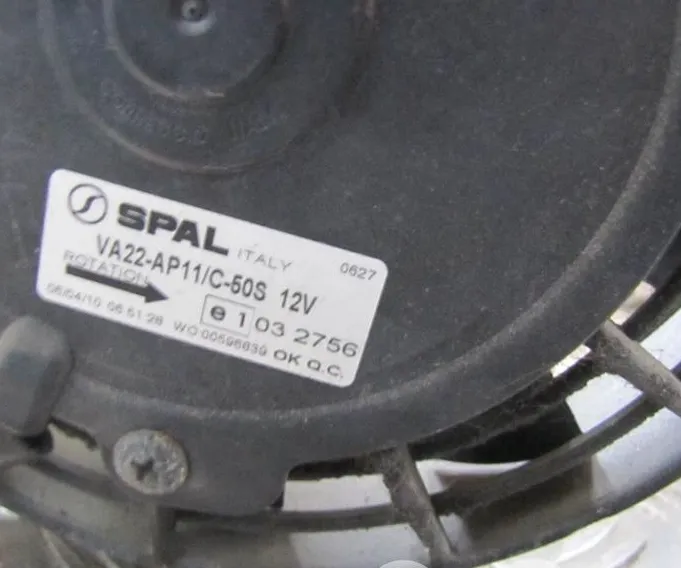 SPAL ITALY 0627
VA22-AP11/C-50S 12V
ROTATION
e 1 03 2756
06/04/10 06:51:28 WO 00596639 OK Q.C.